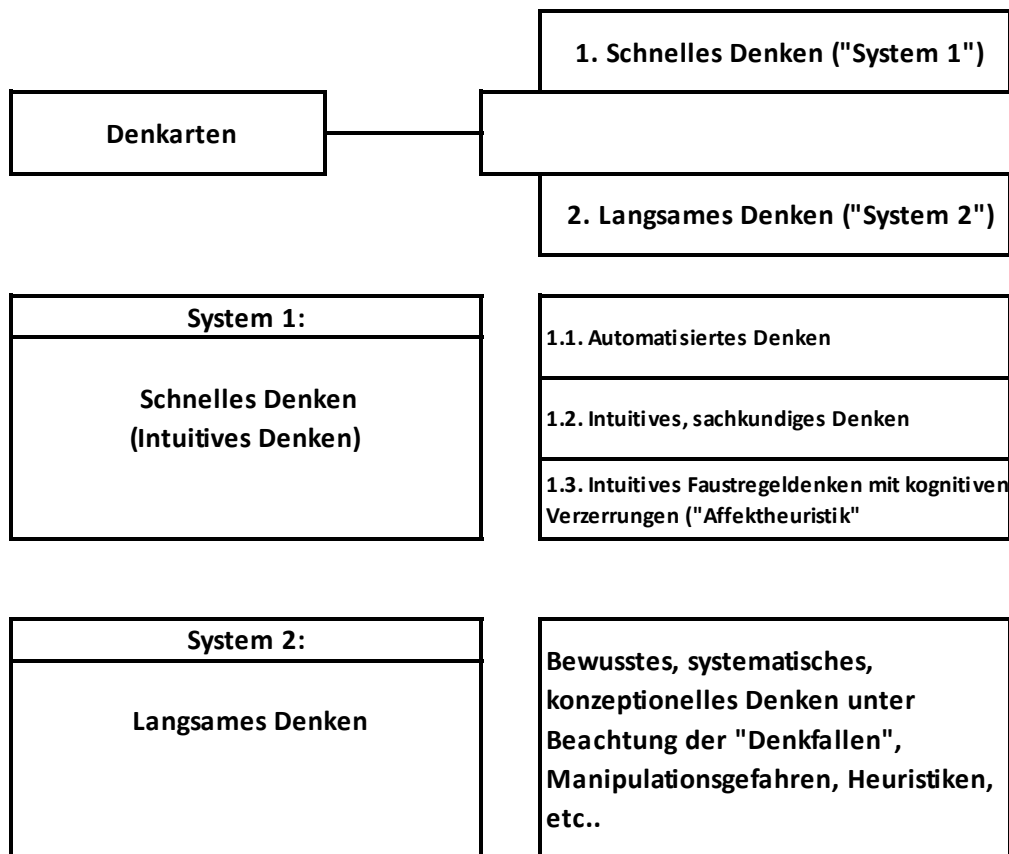 1. Schnelles Denken ("System 1")
Denkarten
2. Langsames Denken ("System 2")
System 1:
Schnelles Denken
(Intuitives Denken)
1.1. Automatisiertes Denken
1.2. Intuitives, sachkundiges Denken
1.3. Intuitives Faustregeldenken mit kognitiven
Verzerrungen ("Affektheuristik"
System 2:
Langsames Denken
Bewusstes, systematisches,
konzeptionelles Denken unter
Beachtung der "Denkfallen",
Manipulationsgefahren, Heuristiken,
etc..